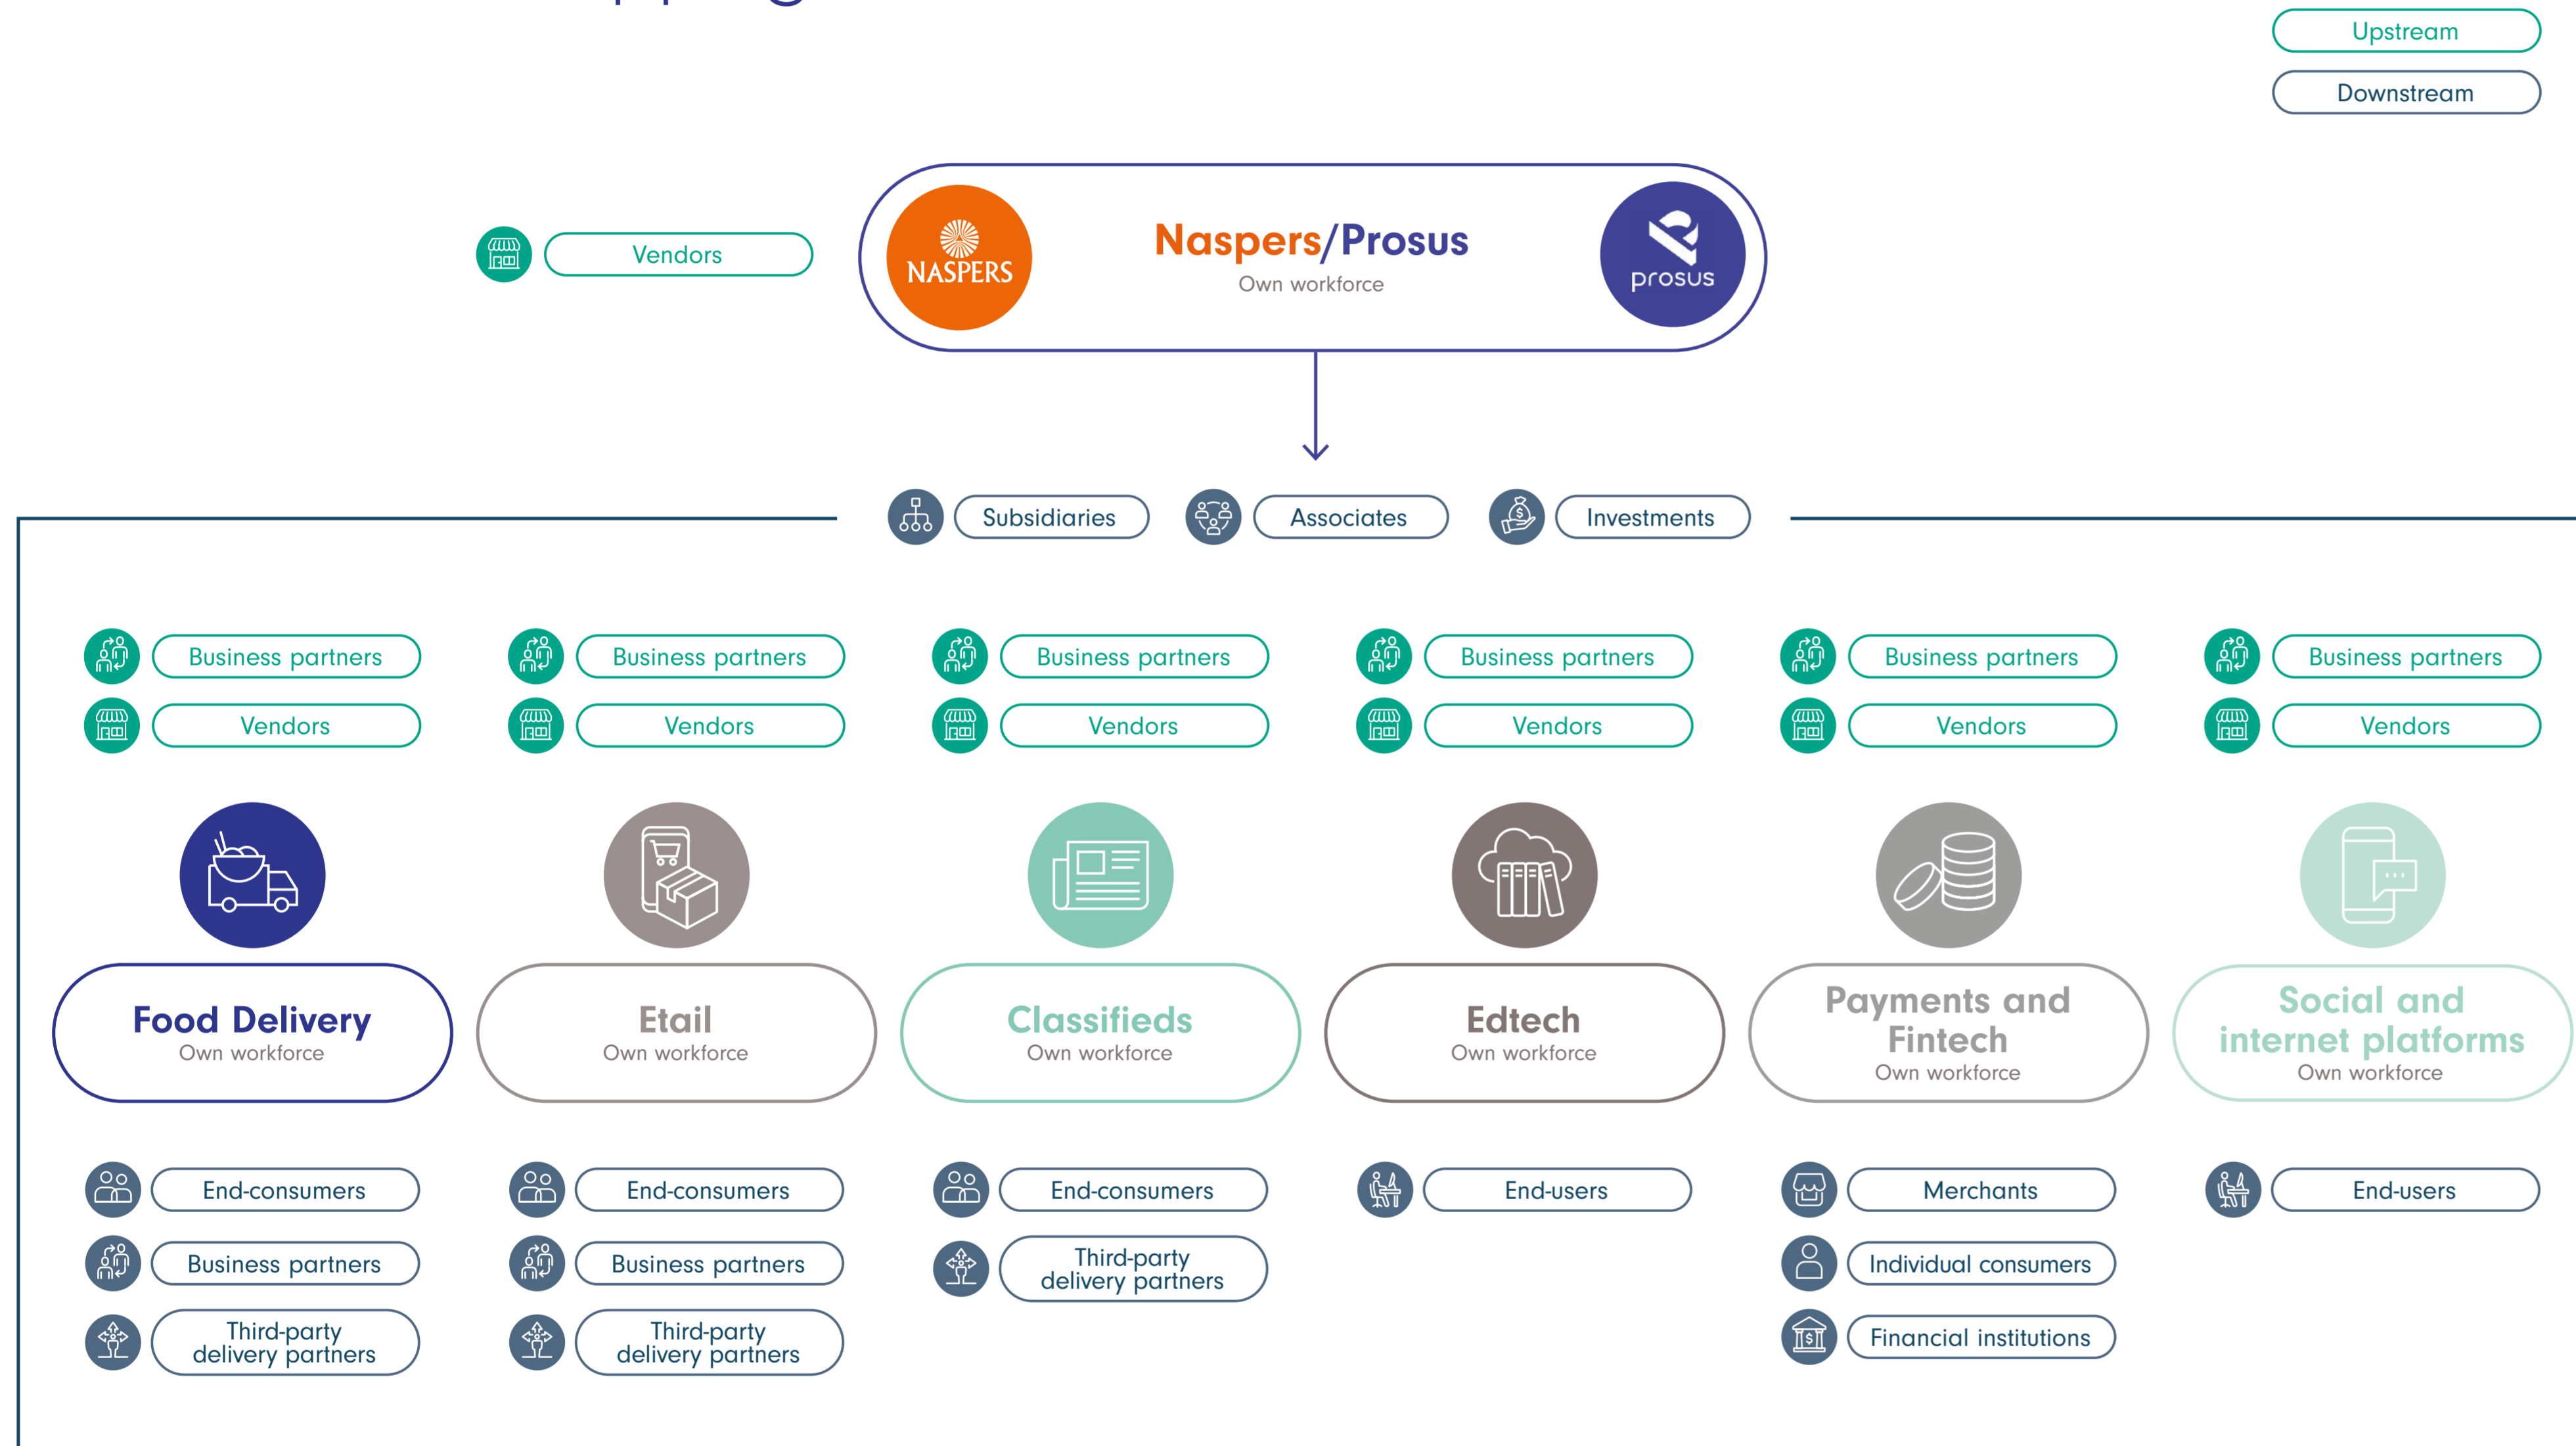 Upstream
Downstream
Vendors
NASPERS
Naspers/Prosus
Own workforce
prosus
Subsidiaries
Associates
Investments
Business partners
Business partners
Business partners
Business partners
Business partners
Business partners
Vendors
Vendors
Vendors
Vendors
Vendors
Vendors
Food Delivery
Own workforce
Etail
Own workforce
Classifieds
Own workforce
Edtech
Own workforce
Payments and
Fintech
Own workforce
Social and
internet platforms
Own workforce
End-consumers
Business partners
Third-party
delivery partners
End-consumers
Business partners
Third-party
delivery partners
End-consumers
Third-party
delivery partners
End-users
Merchants
Individual consumers
Financial institutions
End-users